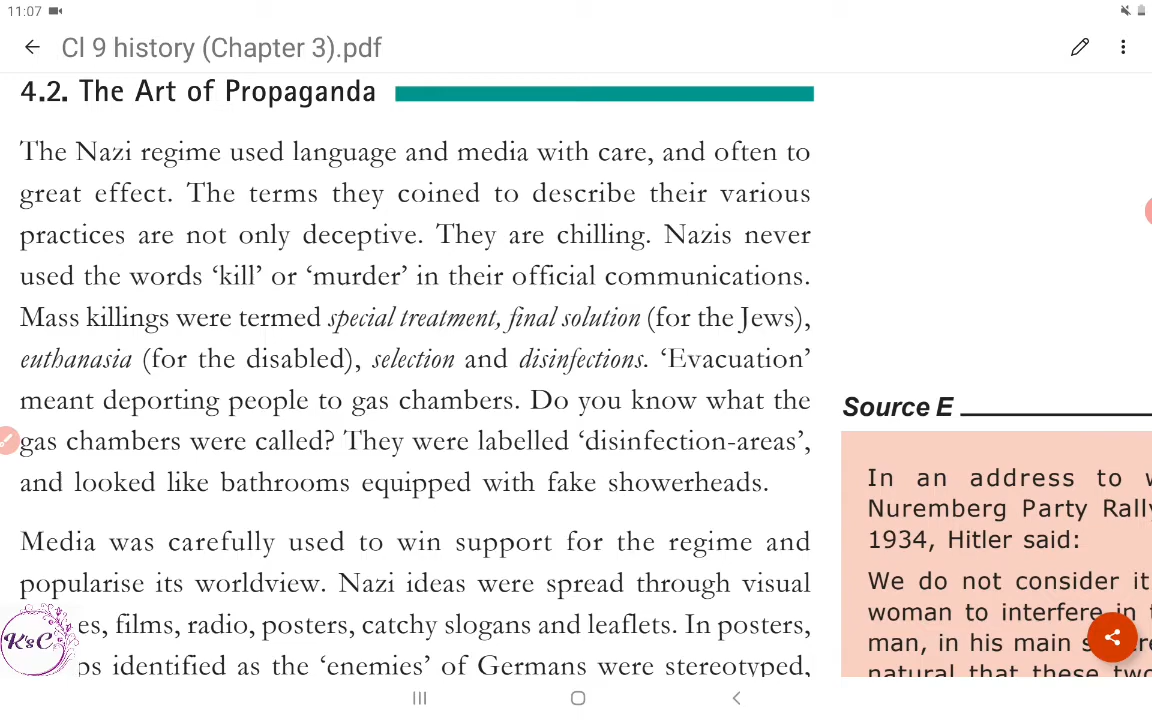 11:07
Cl 9 history (Chapter 3).pdf
4.2. The Art of Propaganda
The Nazi regime used language and media with care, and often to
great effect. The terms they coined to describe their various
practices are not only deceptive. They are chilling. Nazis never
used the words ‘kill’ or ‘murder’ in their official communications.
Mass killings were termed special treatment, final solution (for the Jews),
euthanasia (for the disabled), selection and disinfections. ‘Evacuation’
meant deporting people to gas chambers. Do you know what the
gas chambers were called? They were labelled ‘disinfection-areas’,
and looked like bathrooms equipped with fake showerheads.
Media was carefully used to win support for the regime and
popularise its worldview. Nazi ideas were spread through visual
es, films, radio, posters, catchy slogans and leaflets. In posters,
ps identified as the ‘enemies’ of Germans were stereotyped,
K's C
Source E
In an address to
Nuremberg Party Rally
1934, Hitler said:
We do not consider it
woman to interfere in
man, in his main
natural that these two